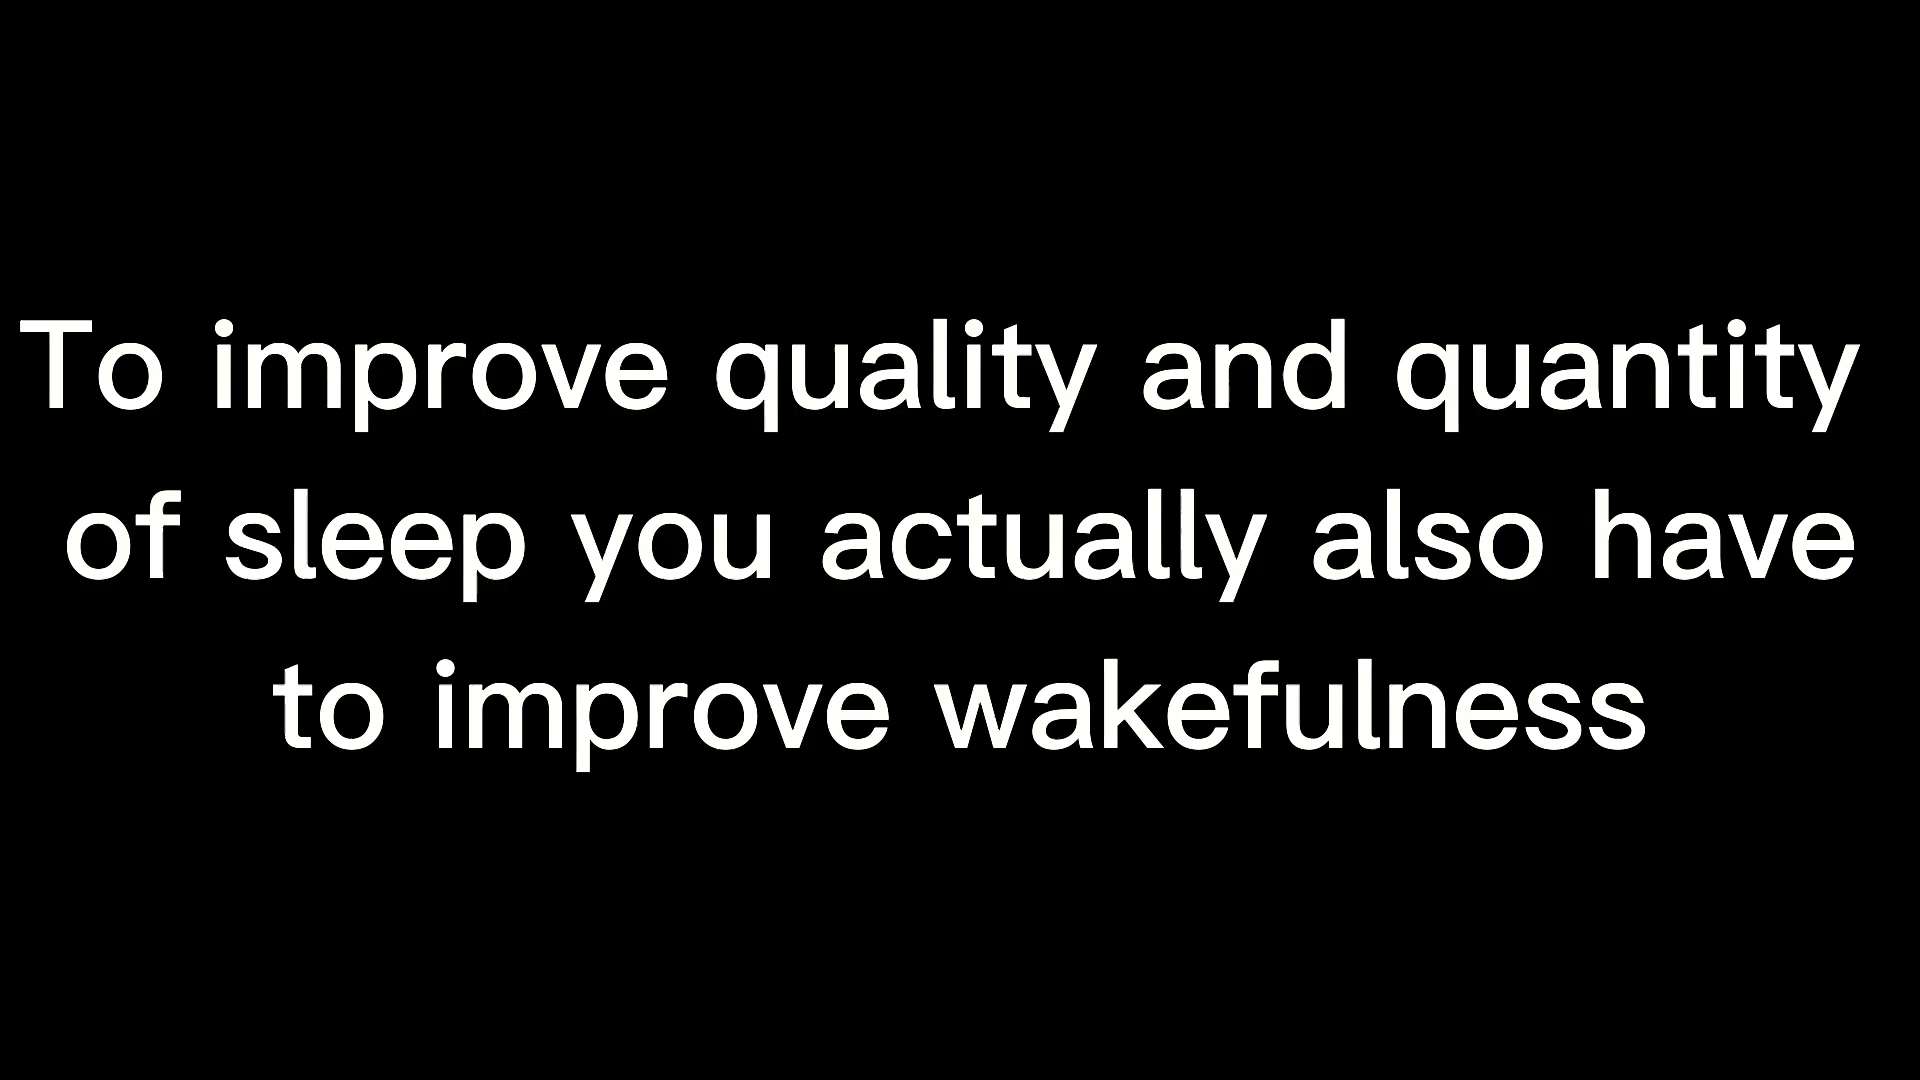 To improve quality and quantity
of sleep you actually also have
to improve wakefulness